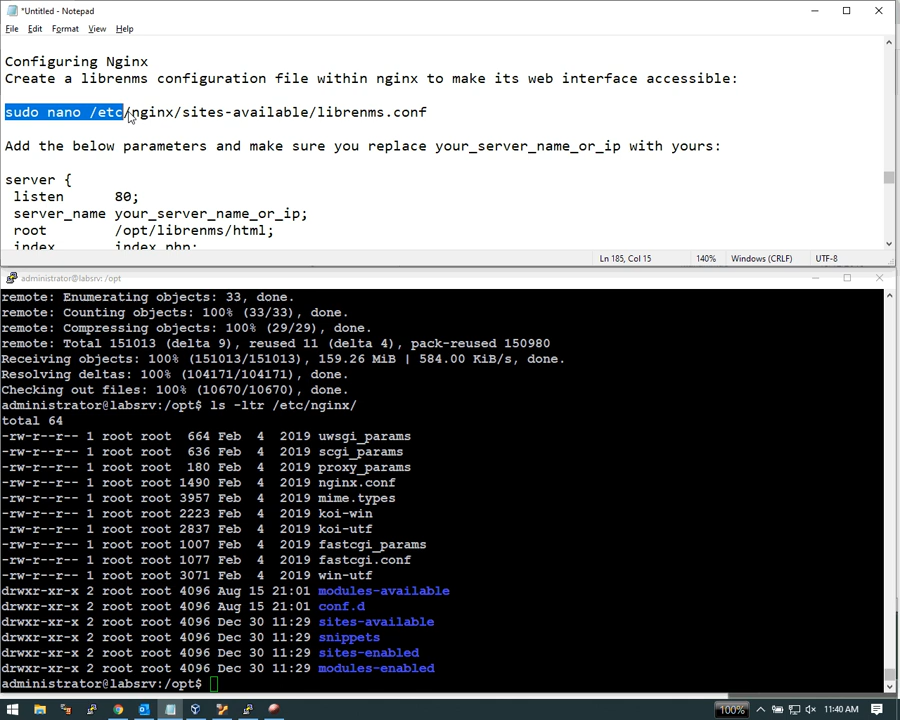 *Untitled - Notepad
File Edit Format View Help
Configuring Nginx
Create a librenms configuration file within nginx to make its web interface accessible:
sudo nano /etc/nginx/sites-available/librenms.conf
Add the below parameters and make sure you replace your_server_name_or_ip with yours:
server {
listen 80;
server_name your_server_name_or_ip;
root /opt/librenms/html;
index index.php;
Ln 185, Col 15 140% Windows (CRLF) UTF-8
administrator@labsrv: /opt
remote: Enumerating objects: 33, done.
remote: Counting objects: 100% (33/33), done.
remote: Compressing objects: 100% (29/29), done.
remote: Total 151013 (delta 9), reused 11 (delta 4), pack-reused 150980
Receiving objects: 100% (151013/151013), 159.26 MiB | 584.00 KiB/s, done.
Resolving deltas: 100% (104171/104171), done.
Checking out files: 100% (10670/10670), done.
administrator@labsrv:/opt$ ls -ltr /etc/nginx/
total 64
-rw-r--r-- 1 root root 664 Feb 4 2019 uwsgi_params
-rw-r--r-- 1 root root 636 Feb 4 2019 scgi_params
-rw-r--r-- 1 root root 180 Feb 4 2019 proxy_params
-rw-r--r-- 1 root root 1490 Feb 4 2019 nginx.conf
-rw-r--r-- 1 root root 3957 Feb 4 2019 mime.types
-rw-r--r-- 1 root root 2223 Feb 4 2019 koi-win
-rw-r--r-- 1 root root 2837 Feb 4 2019 koi-utf
-rw-r--r-- 1 root root 1007 Feb 4 2019 fastcgi_params
-rw-r--r-- 1 root root 1077 Feb 4 2019 fastcgi.conf
-rw-r--r-- 1 root root 3071 Feb 4 2019 win-utf
drwxr-xr-x 2 root root 4096 Aug 15 21:01 modules-available
drwxr-xr-x 2 root root 4096 Aug 15 21:01 conf.d
drwxr-xr-x 2 root root 4096 Dec 30 11:29 sites-available
drwxr-xr-x 2 root root 4096 Dec 30 11:29 snippets
drwxr-xr-x 2 root root 4096 Dec 30 11:29 sites-enabled
drwxr-xr-x 2 root root 4096 Dec 30 11:29 modules-enabled
administrator@labsrv:/opt$
100% 11:40 AM